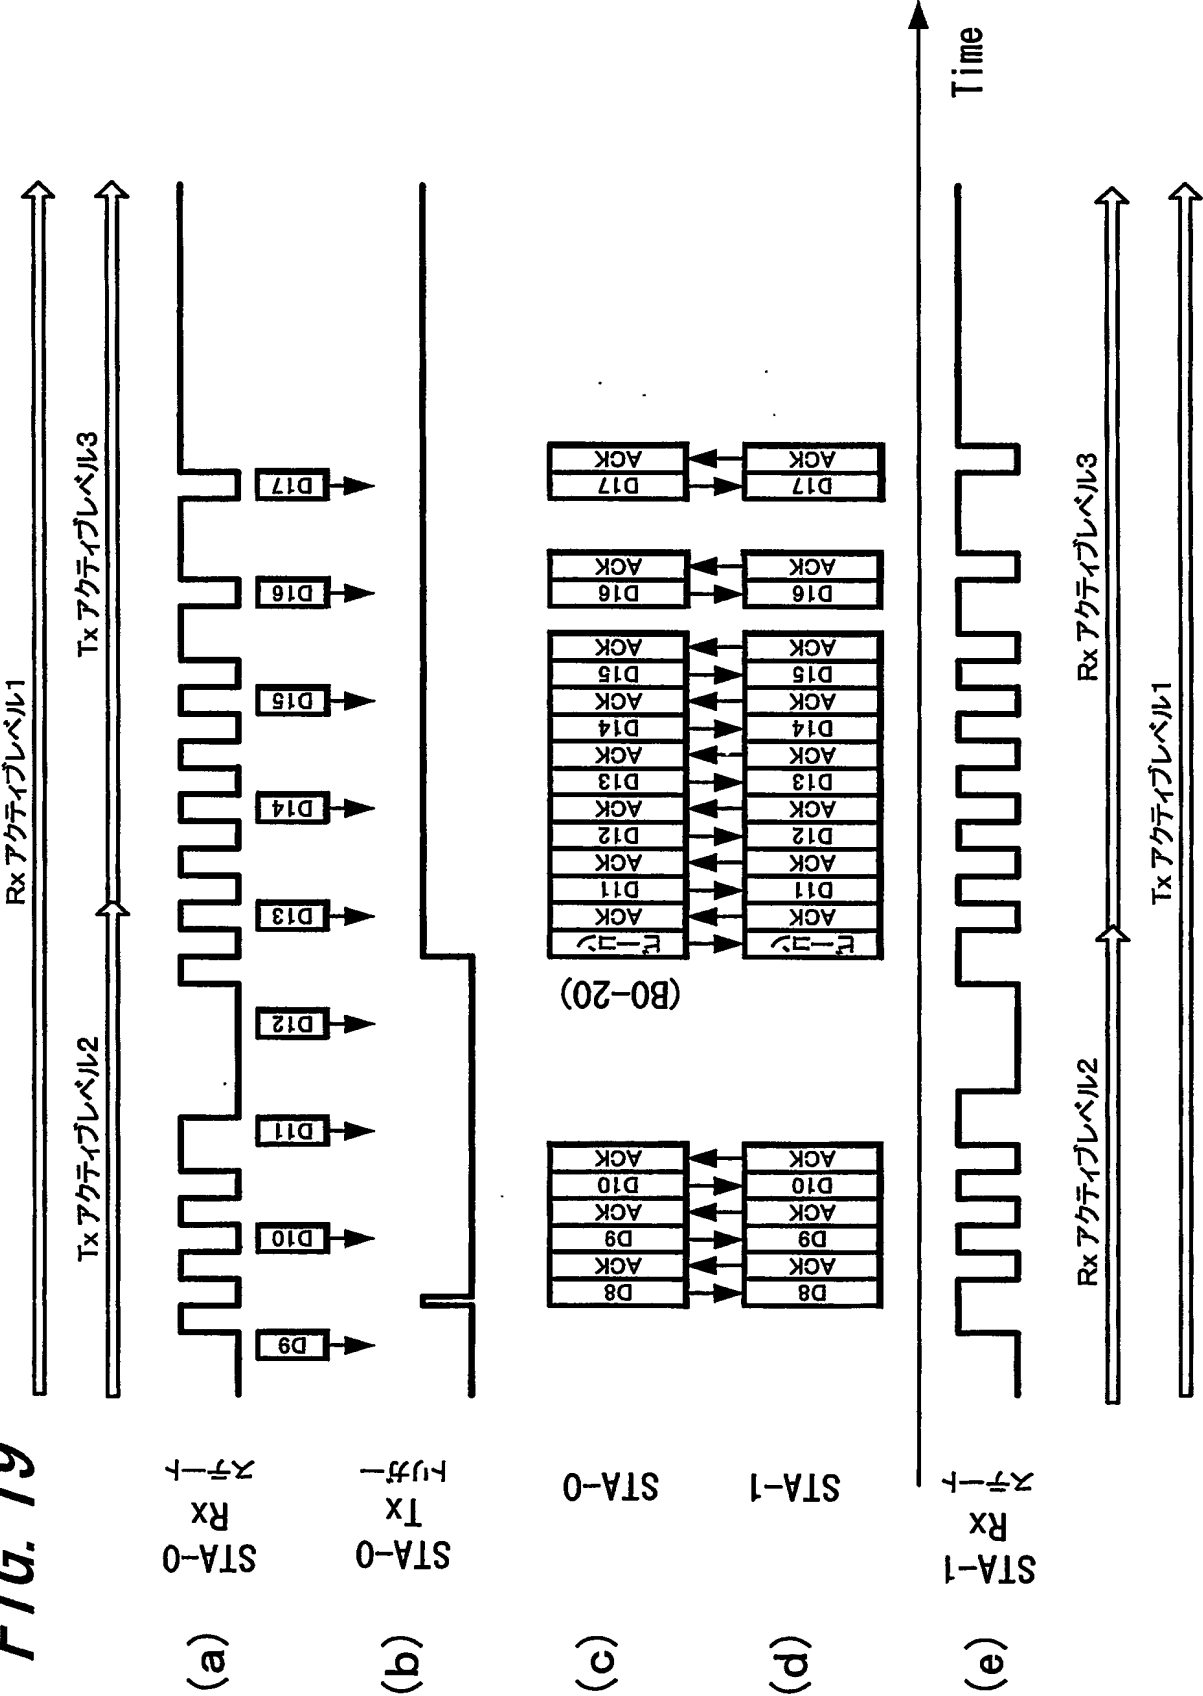 FIG. 19
Rx アクティブレベル1
Tx アクティブレベル2
Tx アクティブレベル3
(a)
STA-0
Rx
ステート
D9
D10
D11
D12
D13
D14
D15
D16
D17
(b)
STA-0
Tx
トリガー
(c)
STA-0
D8
ACK
D9
ACK
D10
ACK
(B0-20)
ビーコン
ACK
D11
ACK
D12
ACK
D13
ACK
D14
ACK
D15
ACK
D16
ACK
D17
ACK
(d)
STA-1
D8
ACK
D9
ACK
D10
ACK
ビーコン
ACK
D11
ACK
D12
ACK
D13
ACK
D14
ACK
D15
ACK
D16
ACK
D17
ACK
Time
(e)
STA-1
Rx
ステート
Rx アクティブレベル2
Rx アクティブレベル3
Tx アクティブレベル1